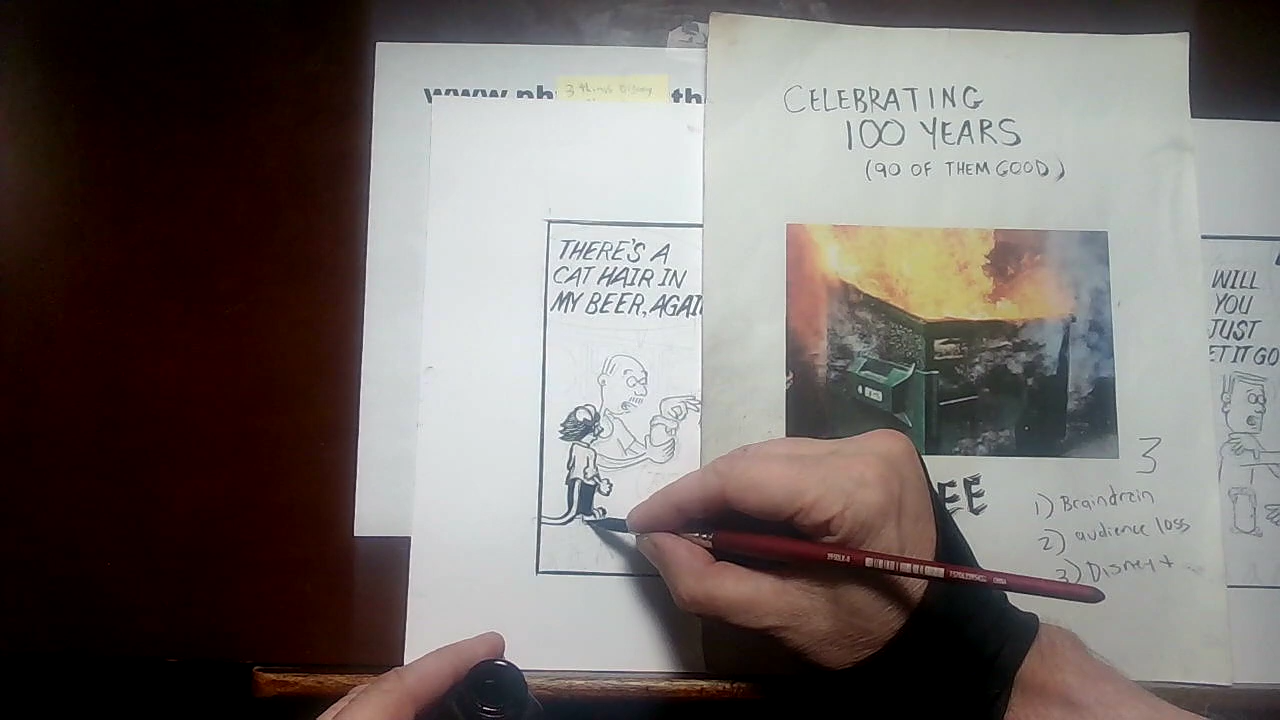 www.ph
3 things Disney
th
CELEBRATING
100 YEARS
(90 OF THEM GOOD)
THERE'S A
CAT HAIR IN
MY BEER, AGAI
WILL
YOU
JUST
ET IT GO
3
EE
1) Braindrain
2) audience loss
3) Disney+